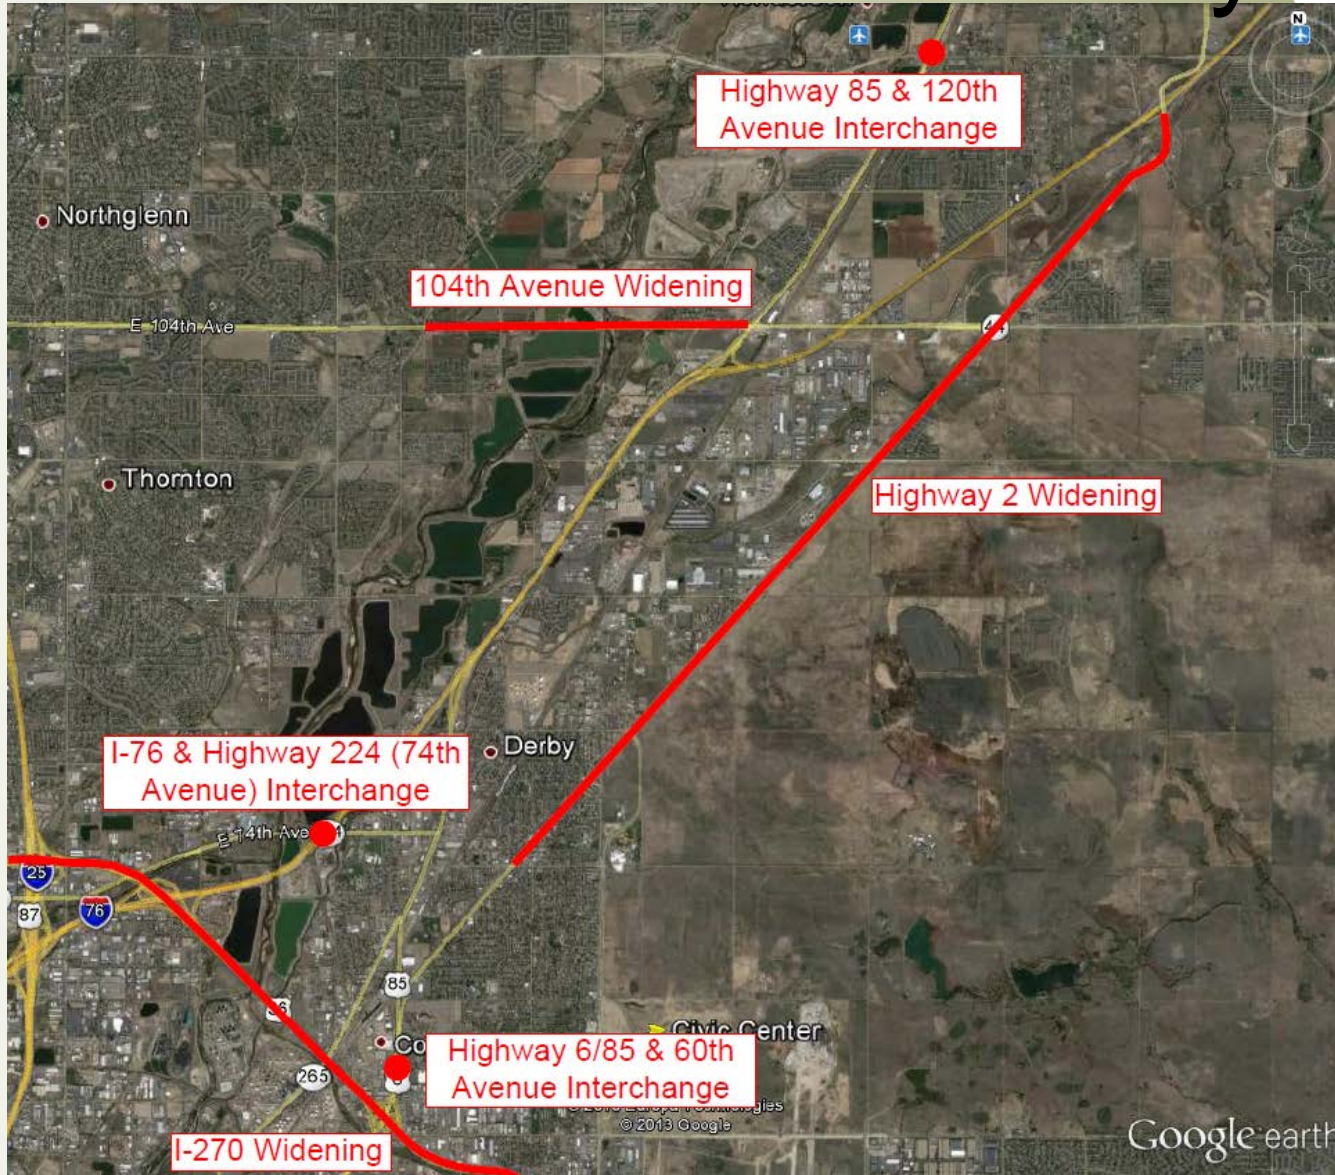 N
Highway 85 & 120th
Avenue Interchange
Northglenn
104th Avenue Widening
E 104th Ave
44
Thornton
Highway 2 Widening
Derby
I-76 & Highway 224 (74th
Avenue) Interchange
E 74th Ave
25
87
76
85
36
Civic Center
Co
Highway 6/85 & 60th
Avenue Interchange
265
© 2013 Google
Google earth
I-270 Widening